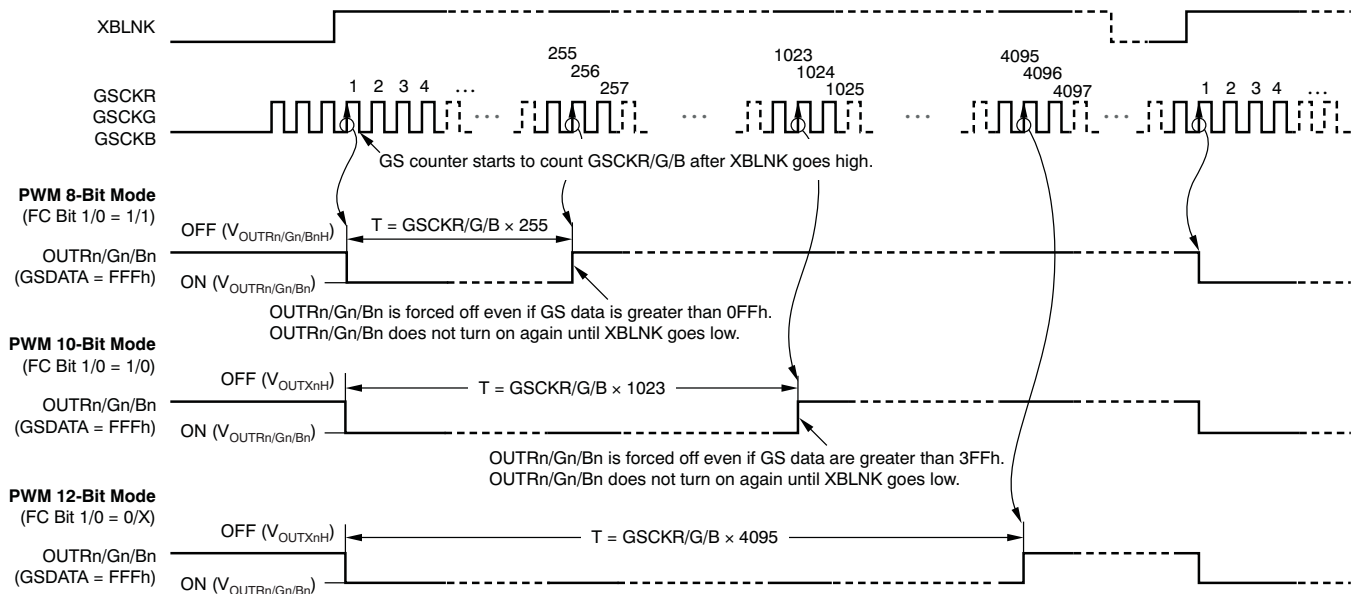 XBLNK
255
256
257
1023
1024
1025
4095
4096
4097
GSCKR
GSCKG
GSCKB
1 2 3 4 ...
1 2 3 4 ...
GS counter starts to count GSCKR/G/B after XBLNK goes high.
PWM 8-Bit Mode
(FC Bit 1/0 = 1/1)
OFF (VOUTRn/Gn/BnH)
T = GSCKR/G/B × 255
OUTRn/Gn/Bn
(GSDATA = FFFh)
ON (VOUTRn/Gn/Bn)
OUTRn/Gn/Bn is forced off even if GS data is greater than 0FFh.
OUTRn/Gn/Bn does not turn on again until XBLNK goes low.
PWM 10-Bit Mode
(FC Bit 1/0 = 1/0)
OFF (VOUTXnH)
T = GSCKR/G/B × 1023
OUTRn/Gn/Bn
(GSDATA = FFFh)
ON (VOUTRn/Gn/Bn)
OUTRn/Gn/Bn is forced off even if GS data are greater than 3FFh.
OUTRn/Gn/Bn does not turn on again until XBLNK goes low.
PWM 12-Bit Mode
(FC Bit 1/0 = 0/X)
OFF (VOUTXnH)
T = GSCKR/G/B × 4095
OUTRn/Gn/Bn
(GSDATA = FFFh)
ON (VOUTRn/Gn/Bn)